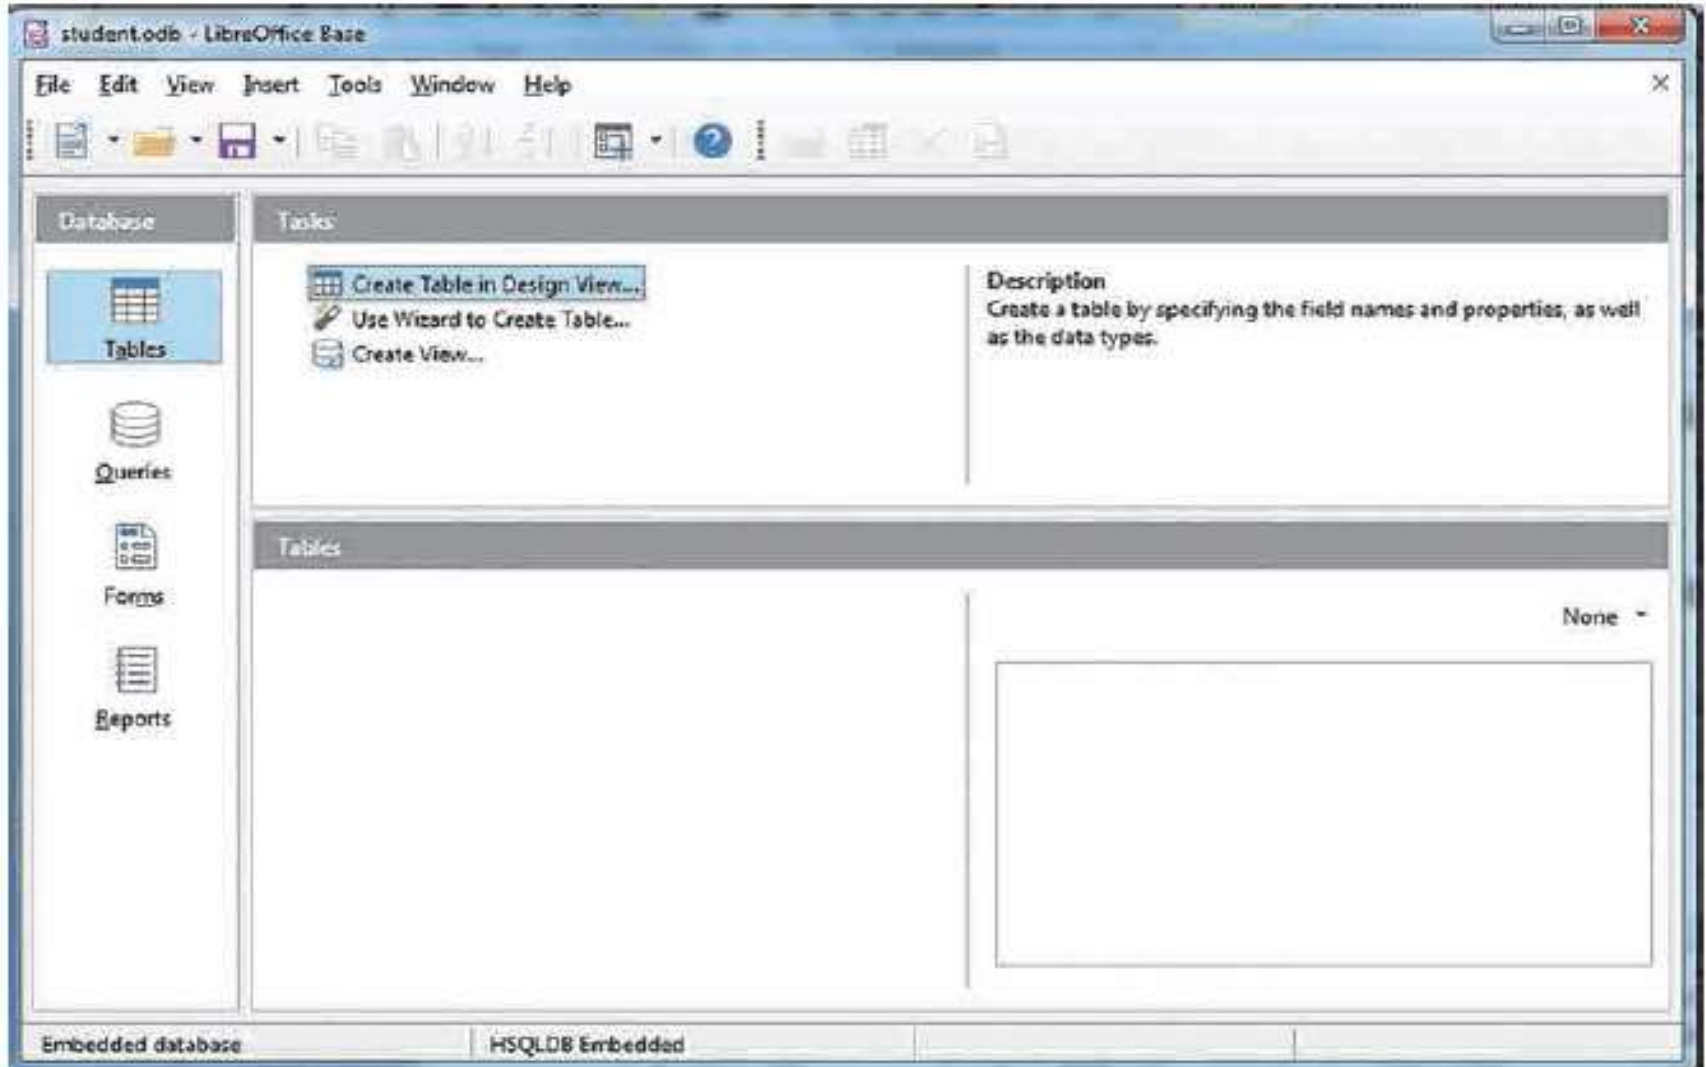 student.odb - LibreOffice Base
File Edit View Insert Tools Window Help
Database
Tables
Queries
Forms
Reports
Tasks
Create Table in Design View...
Use Wizard to Create Table...
Create View...
Description
Create a table by specifying the field names and properties, as well
as the data types.
Tables
None
Embedded database HSQLDB Embedded